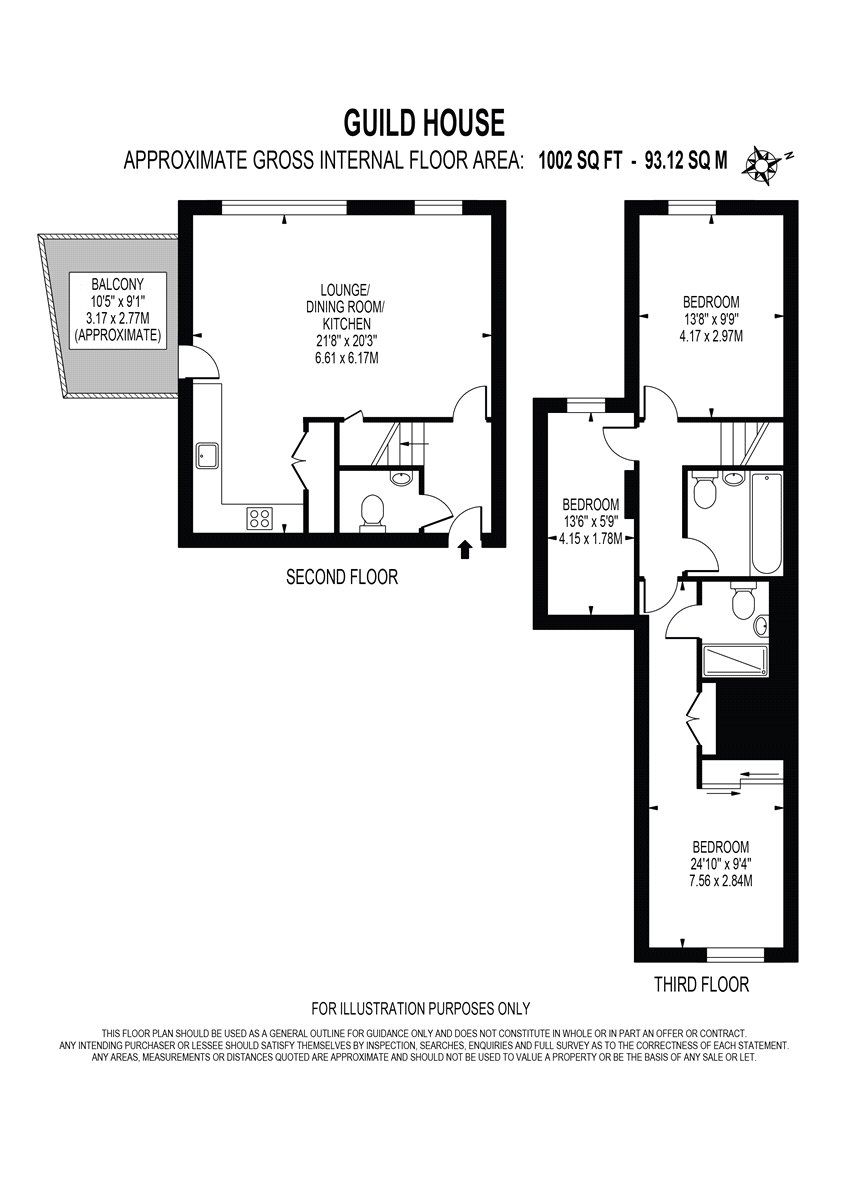 GUILD HOUSE
APPROXIMATE GROSS INTERNAL FLOOR AREA: 1002 SQ FT - 93.12 SQ M
N
BALCONY
10'5" x 9'1"
3.17 x 2.77M
(APPROXIMATE)
LOUNGE/
DINING ROOM/
KITCHEN
21'8" x 20'3"
6.61 x 6.17M
SECOND FLOOR
BEDROOM
13'8" x 9'9"
4.17 x 2.97M
BEDROOM
13'6" x 5'9"
4.15 x 1.78M
BEDROOM
24'10" x 9'4"
7.56 x 2.84M
THIRD FLOOR
FOR ILLUSTRATION PURPOSES ONLY
THIS FLOOR PLAN SHOULD BE USED AS A GENERAL OUTLINE FOR GUIDANCE ONLY AND DOES NOT CONSTITUTE IN WHOLE OR IN PART AN OFFER OR CONTRACT.
ANY INTENDING PURCHASER OR LESSEE SHOULD SATISFY THEMSELVES BY INSPECTION, SEARCHES, ENQUIRIES AND FULL SURVEY AS TO THE CORRECTNESS OF EACH STATEMENT.
ANY AREAS, MEASUREMENTS OR DISTANCES QUOTED ARE APPROXIMATE AND SHOULD NOT BE USED TO VALUE A PROPERTY OR BE THE BASIS OF ANY SALE OR LET.